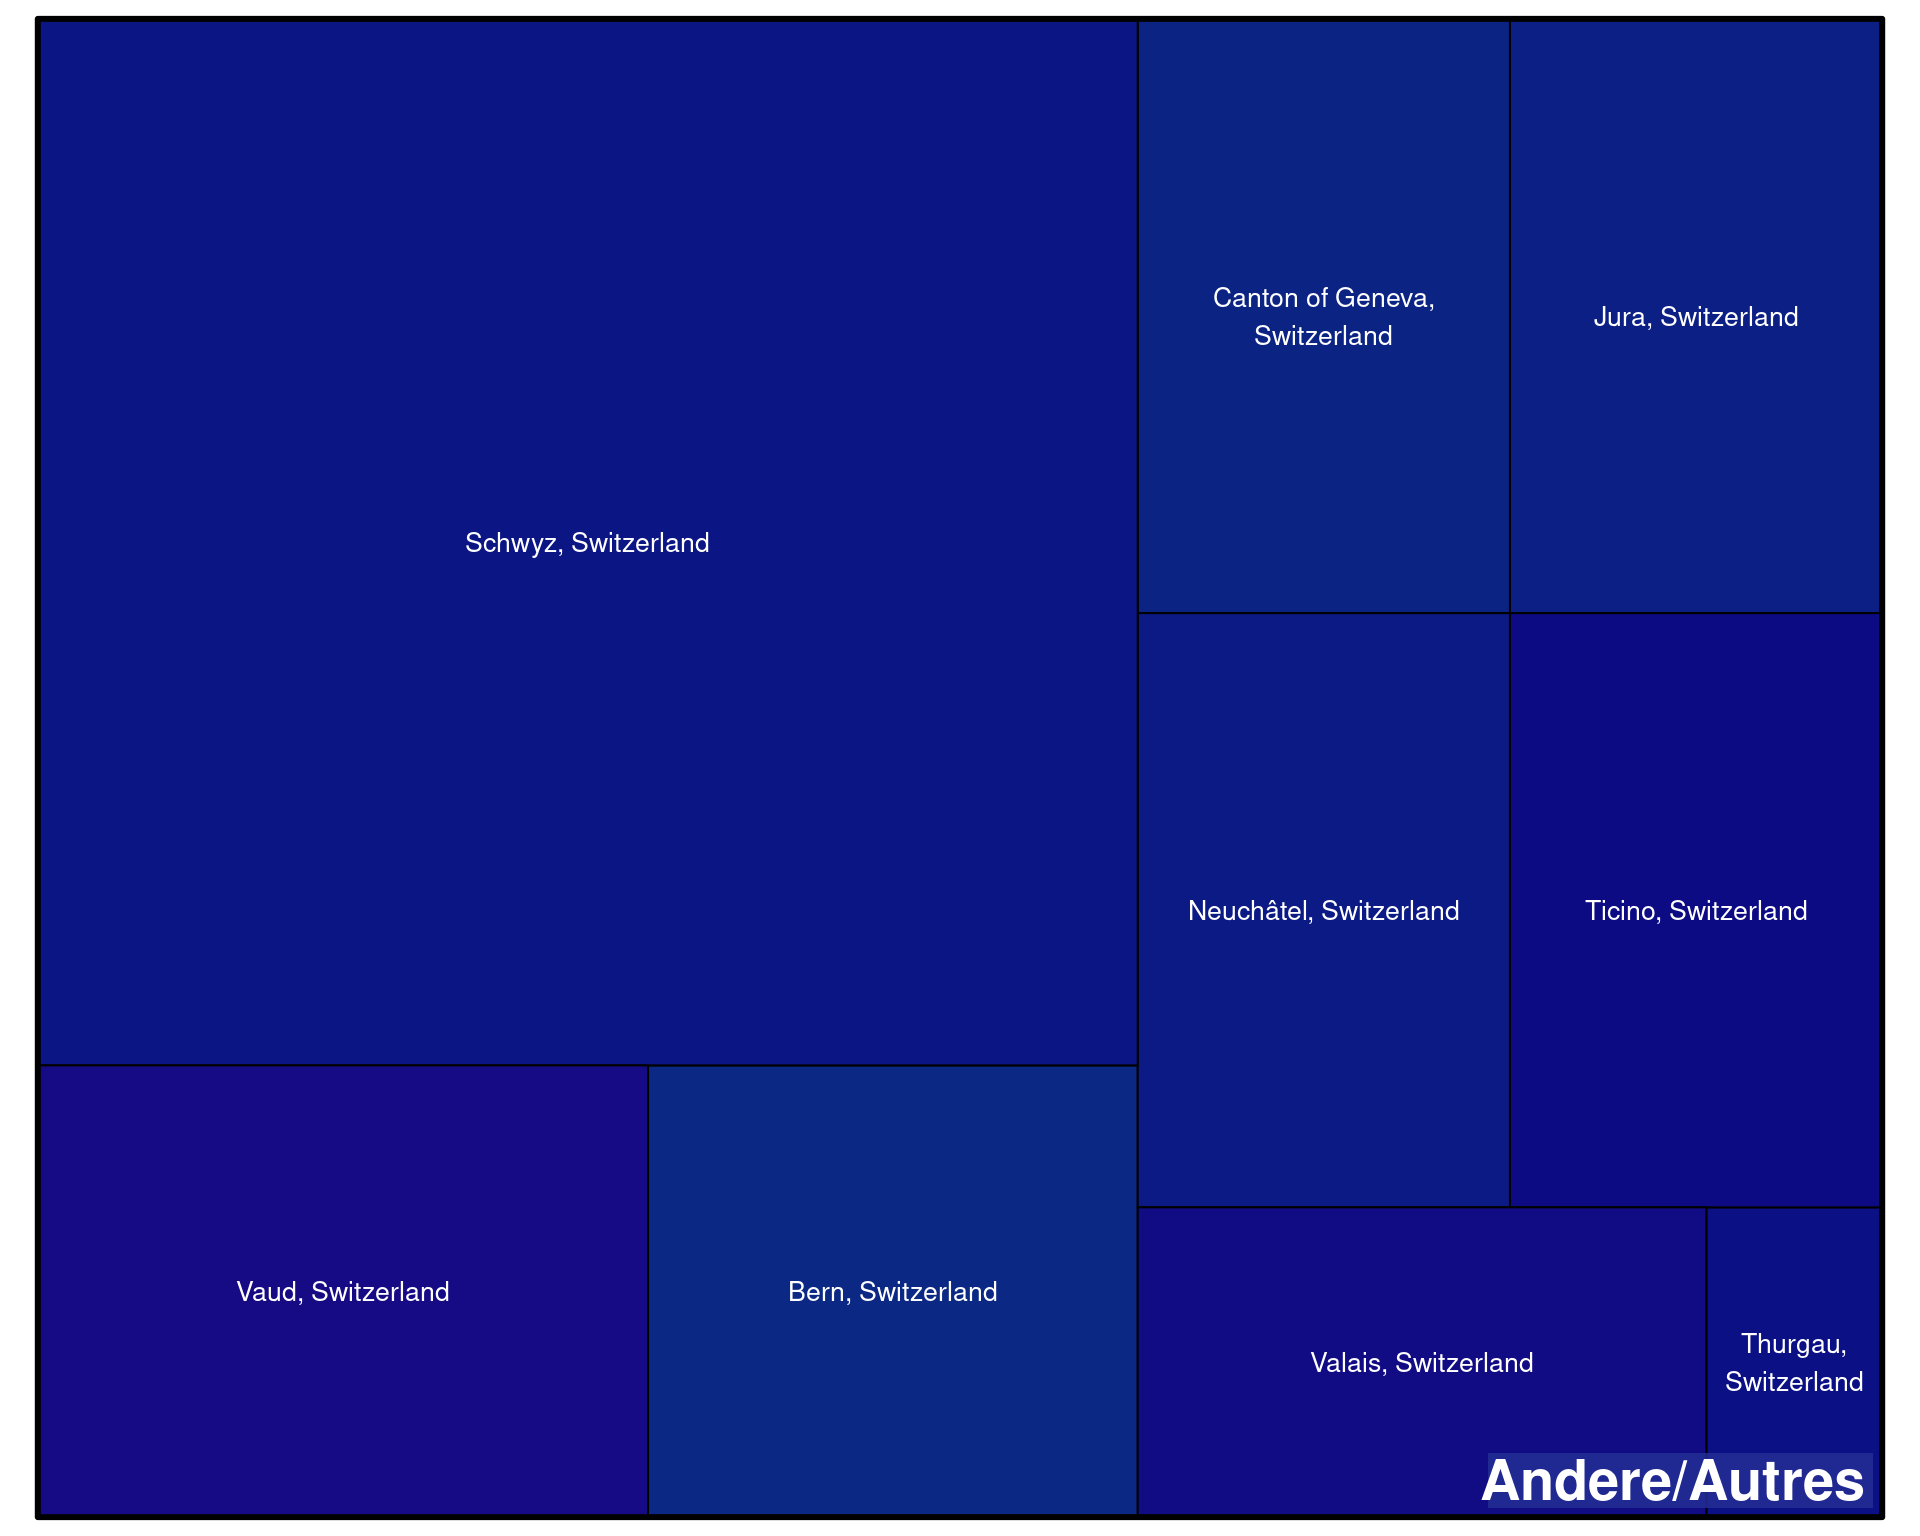 Schwyz, Switzerland
Canton of Geneva,
Switzerland
Jura, Switzerland
Neuchâtel, Switzerland
Ticino, Switzerland
Vaud, Switzerland
Bern, Switzerland
Valais, Switzerland
Thurgau,
Switzerland
Andere/Autres